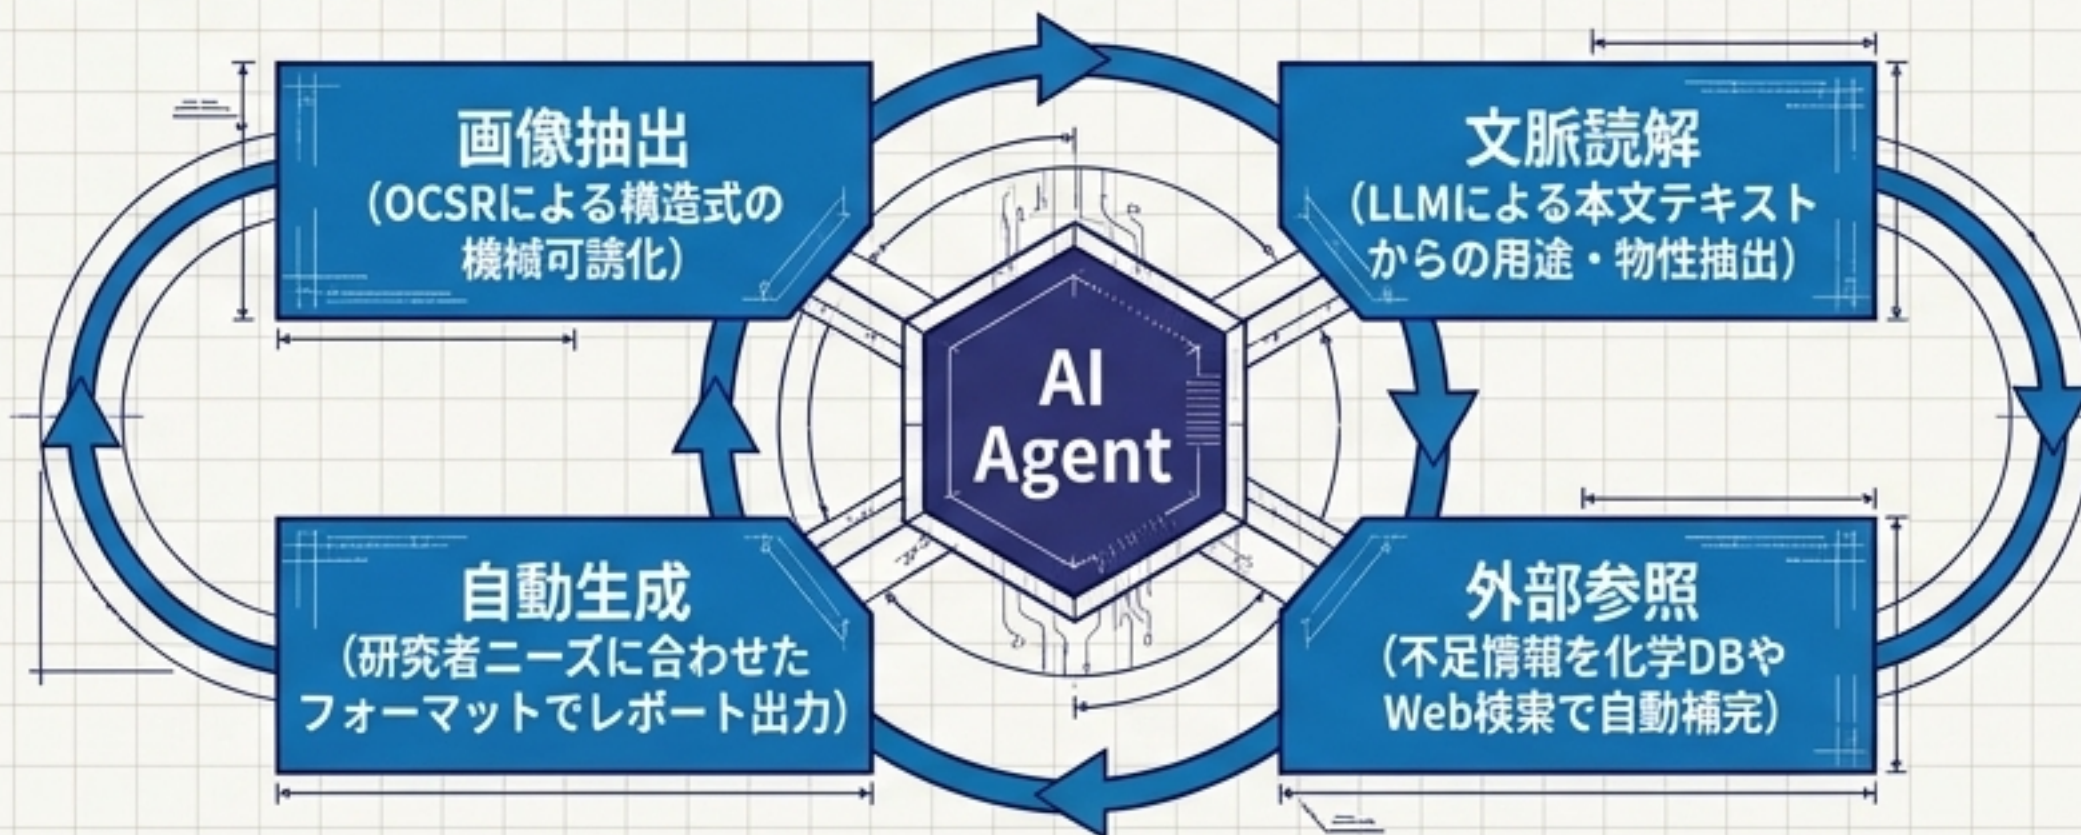 画像抽出
(OCSRによる構造式の
機械可読化)
文脈読解
(LLMによる本文テキスト
からの用途・物性抽出)
AI
Agent
自動生成
(研究者ニーズに合わせた
フォーマットでレポート出力)
外部参照
(不足情報を化学DBや
Web検索で自動補完)